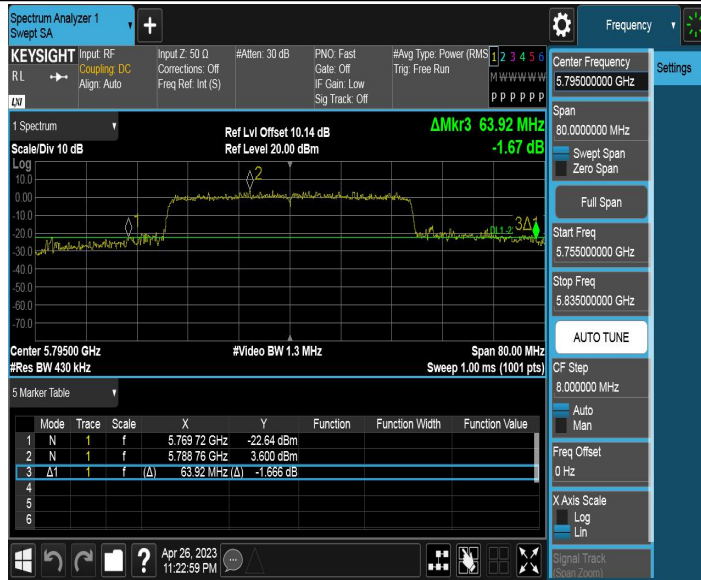 Spectrum Analyzer 1
Swept SA
Frequency
KEYSIGHT
RL
LXI
Input: RF
Coupling: DC
Align: Auto
Input Z: 50 Ω
Corrections: Off
Freq Ref: Int (S)
#Atten: 30 dB
PNO: Fast
Gate: Off
IF Gain: Low
Sig Track: Off
#Avg Type: Power (RMS
Trig: Free Run
1 2 3 4 5 6
M W W W W W
P P P P P P
1 Spectrum
Scale/Div 10 dB
Ref Lvl Offset 10.14 dB
Ref Level 20.00 dBm
ΔMkr3 63.92 MHz
-1.67 dB
Log
10.0
0.00
-10.0
-20.0
-30.0
-40.0
-50.0
-60.0
-70.0
2
3Δ1
Center 5.79500 GHz
#Res BW 430 kHz
#Video BW 1.3 MHz
Span 80.00 MHz
Sweep 1.00 ms (1001 pts)
5 Marker Table
Mode Trace Scale X Y Function Function Width Function Value
1 N 1 f 5.769 72 GHz -22.64 dBm
2 N 1 f 5.788 76 GHz 3.600 dBm
3 Δ1 1 f (Δ) 63.92 MHz (Δ) -1.666 dB
4
5
6
Apr 26, 2023
11:22:59 PM
Center Frequency
5.795000000 GHz
Span
80.0000000 MHz
Swept Span
Zero Span
Full Span
Start Freq
5.755000000 GHz
Stop Freq
5.835000000 GHz
AUTO TUNE
CF Step
8.000000 MHz
Auto
Man
Freq Offset
0 Hz
X Axis Scale
Log
Lin
Signal Track
(Span Zoom)
Settings